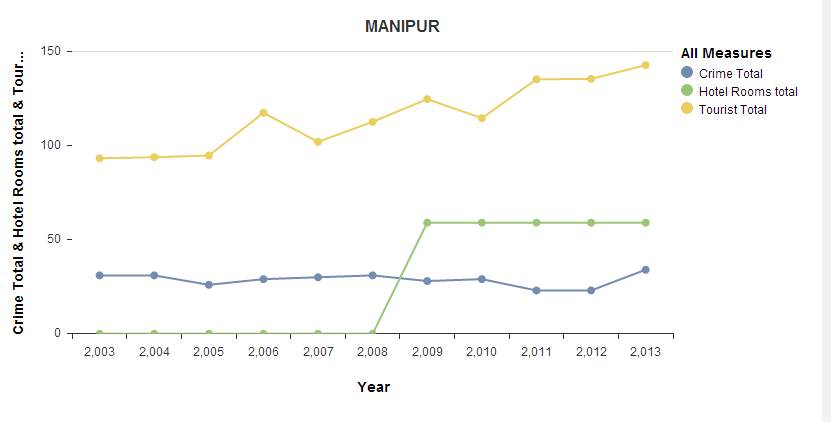 MANIPUR
All Measures
Crime Total
Hotel Rooms total
Tourist Total
Crime Total & Hotel Rooms total & Tour...
150
100
50
0
2,003 2,004 2,005 2,006 2,007 2,008 2,009 2,010 2,011 2,012 2,013
Year